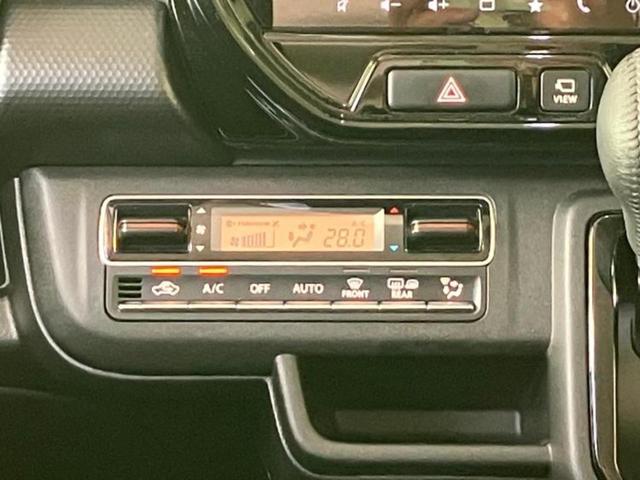 VIEW
A/C
28.0
A/C OFF AUTO FRONT REAR